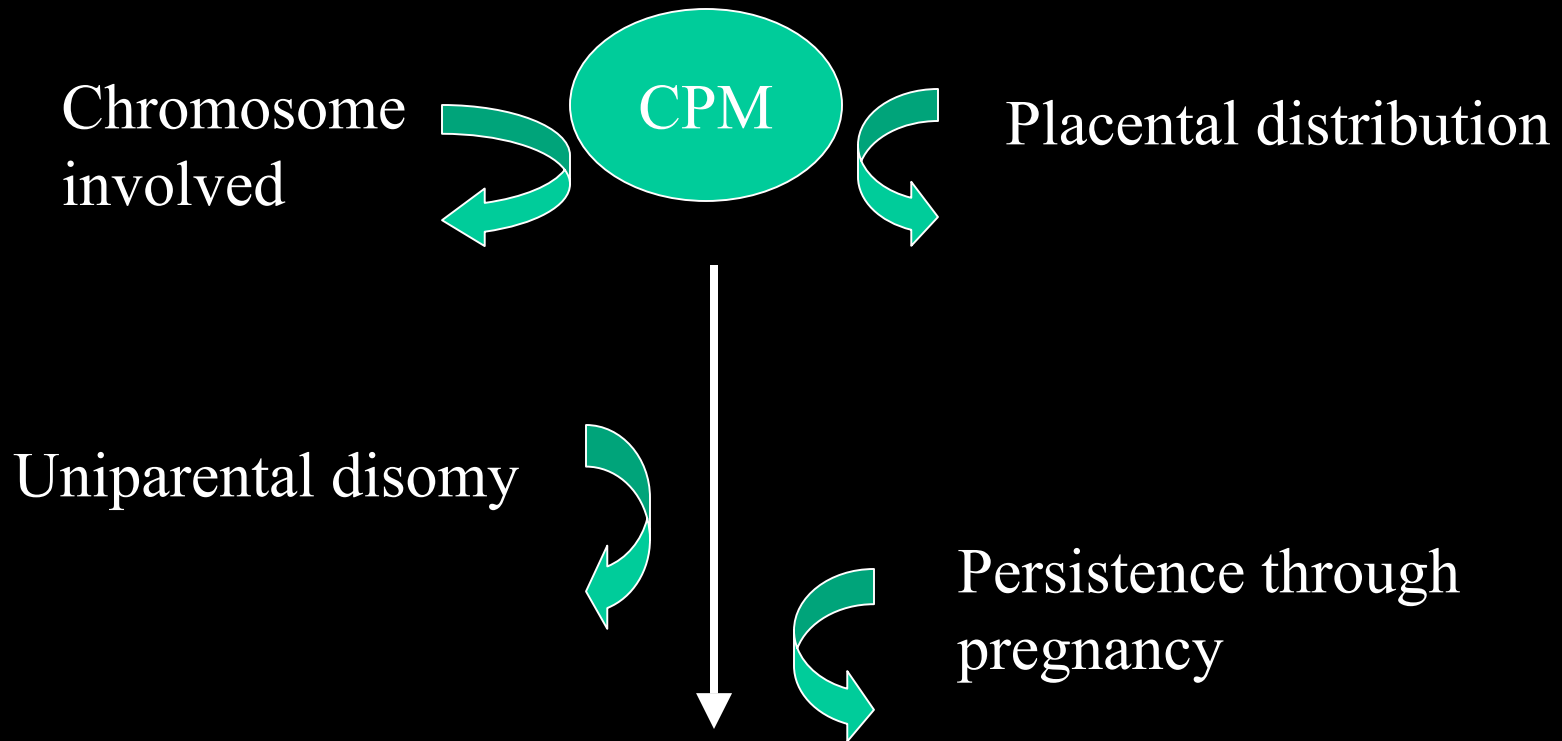 CPM
Chromosome
involved
Placental distribution
Uniparental disomy
Persistence through
pregnancy